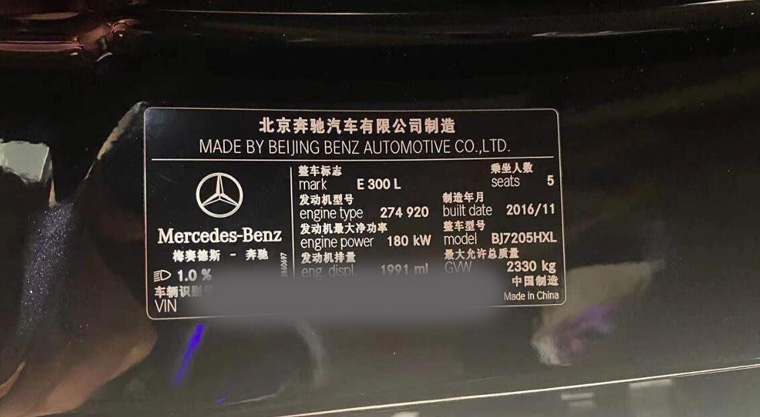 北京奔驰汽车有限公司制造
MADE BY BEIJING BENZ AUTOMOTIVE CO.,LTD.
整车标志 乘坐人数
mark E 300 L seats 5
发动机型号 制造年月
engine type 274 920 built date 2016/11
发动机最大净功率 整车型号
engine power 180 kW model BJ7205HXL
发动机排量 最大允许总质量
eng. displ 1991 ml GVW 2330 kg
Mercedes-Benz
梅赛德斯 - 奔驰
1.0 %
车辆识别
VIN
中国制造
Made in China